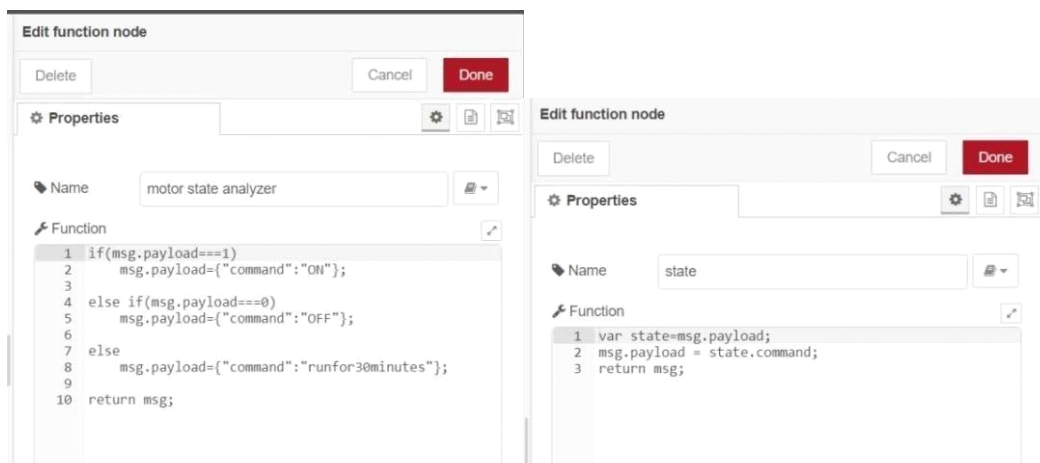 Edit function node
Delete
Cancel
Done
Properties
Name
motor state analyzer
Function
1 if(msg.payload===1)
2 msg.payload={"command":"ON"};
3
4 else if(msg.payload===0)
5 msg.payload={"command":"OFF"};
6
7 else
8 msg.payload={"command":"runfor30minutes"};
9
10 return msg;
Edit function node
Delete
Cancel
Done
Properties
Name
state
Function
1 var state=msg.payload;
2 msg.payload = state.command;
3 return msg;